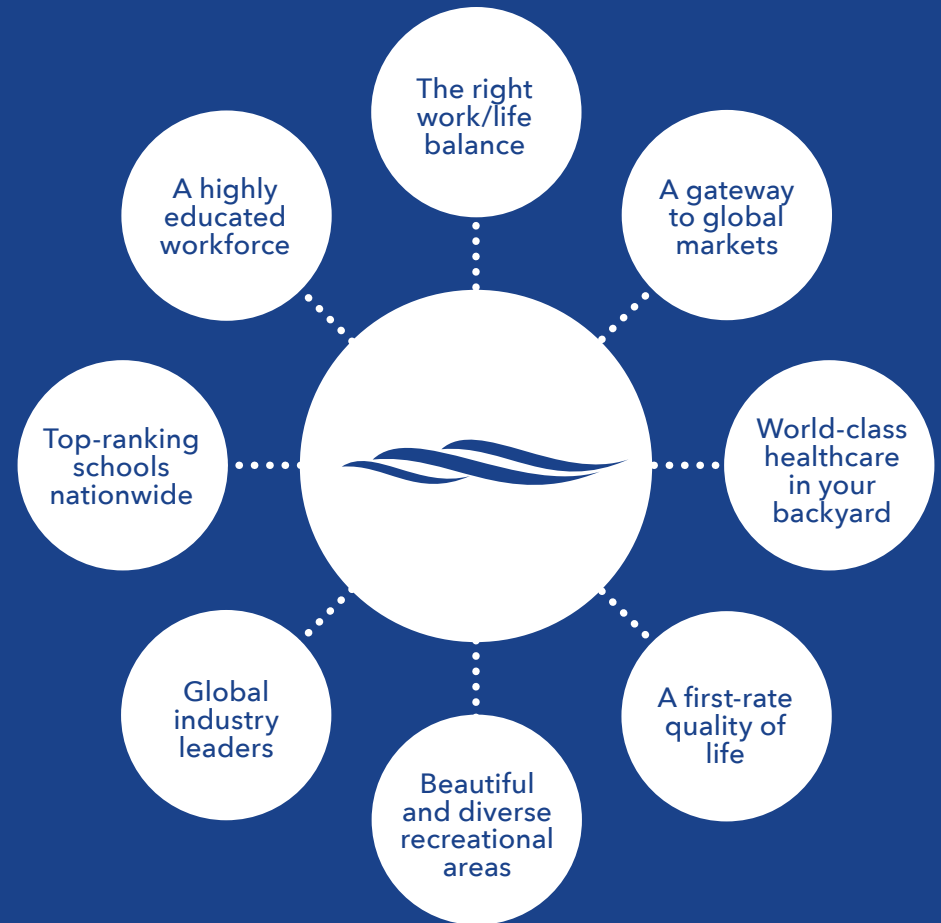 The right
work/life
balance
A gateway
to global
markets
World-class
healthcare
in your
backyard
A first-rate
quality of
life
Beautiful
and diverse
recreational
areas
Global
industry
leaders
Top-ranking
schools
nationwide
A highly
educated
workforce